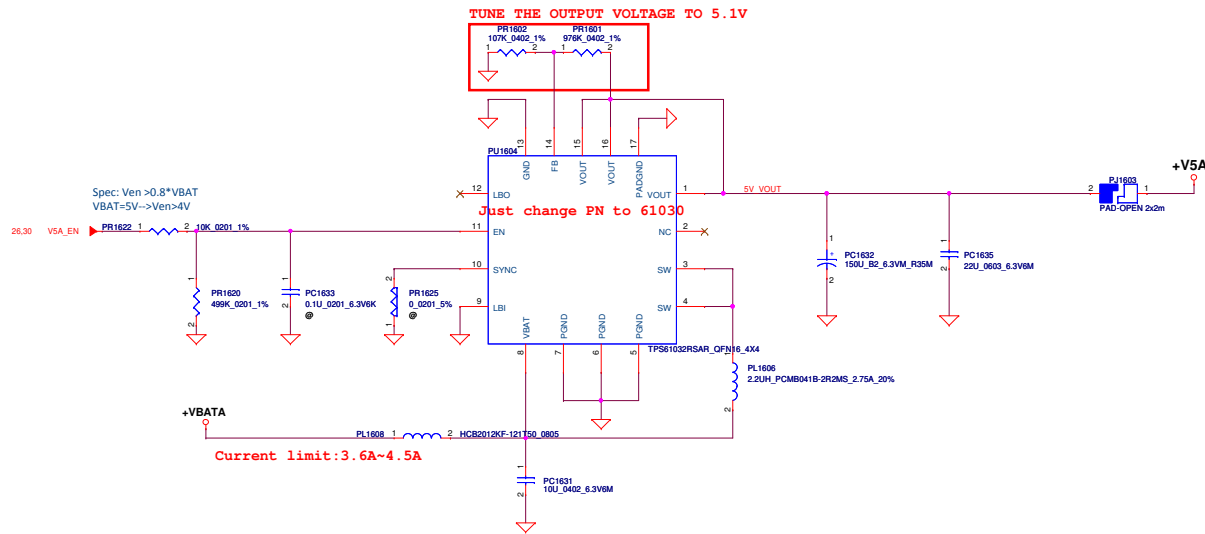 TUNE THE OUTPUT VOLTAGE TO 5.1V
PR1602
107K_0402_1%
PR1601
976K_0402_1%
1
2
1
2
13
14
15
16
17
PU1604
GND
FB
VOUT
VOUT
PADGND
+V5A
Spec: Ven >0.8*VBAT
VBAT=5V-->Ven>4V
12
LBO
VOUT
1
5V_VOUT
2
PJ1603
1
PAD-OPEN 2x2m
Just change PN to 61030
26,30
V5A_EN
PR1622
1
2
10K_0201_1%
11
EN
NC
2
1
PC1632
150U_B2_6.3VM_R35M
+
2
1
PC1635
22U_0603_6.3V6M
2
10
SYNC
SW
3
1
PR1620
499K_0201_1%
2
1
PC1633
0.1U_0201_6.3V6K
@
2
2
PR1625
0_0201_5%
@
1
9
LBI
SW
4
VBAT
PGND
PGND
PGND
8
7
6
5
TPS61032RSAR_QFN16_4X4
1
PL1606
2.2UH_PCMB041B-2R2MS_2.75A_20%
2
+VBATA
PL1608
1
2
HCB2012KF-121T50_0805
Current limit:3.6A~4.5A
1
PC1631
10U_0402_6.3V6M
2